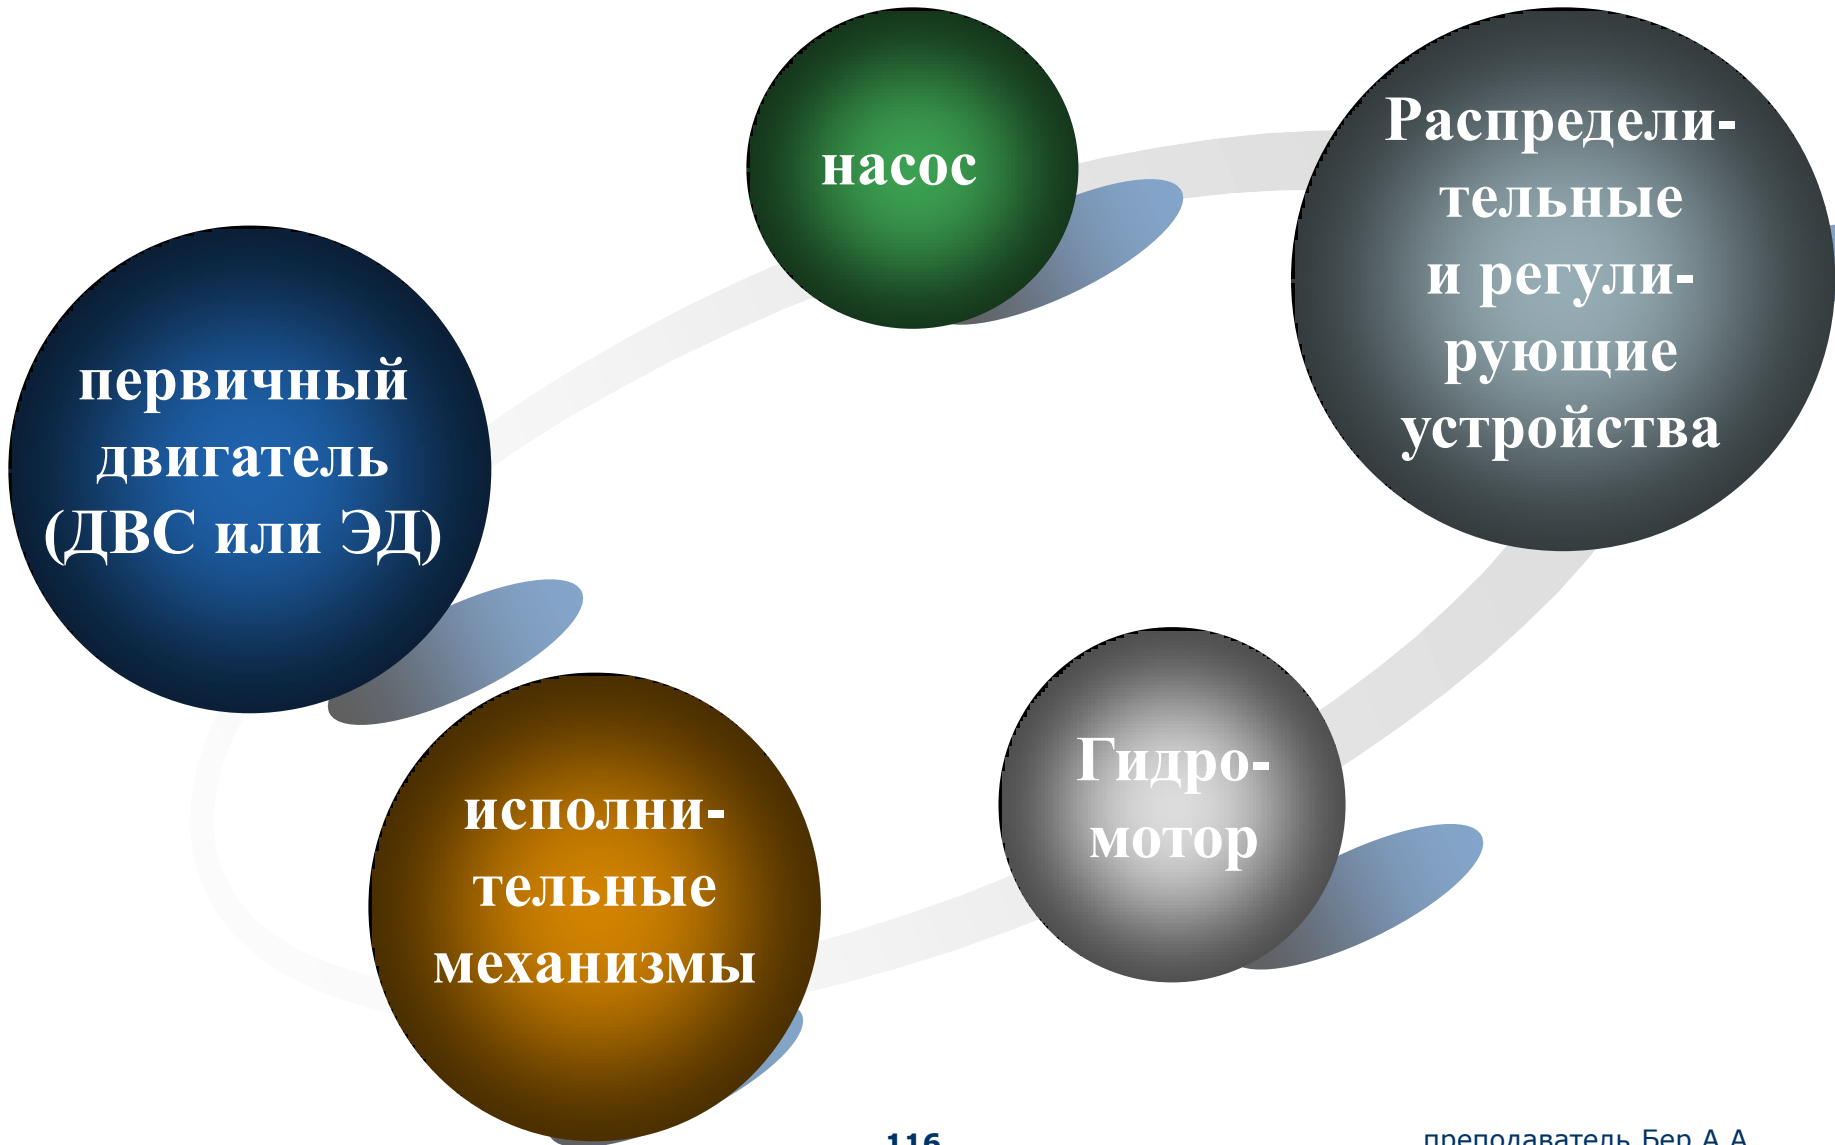 насос
Распредели-
тельные
и регули-
рующие
устройства
первичный
двигатель
(ДВС или ЭД)
Гидро-
мотор
исполни-
тельные
механизмы
116
преподаватель Бер А.А.